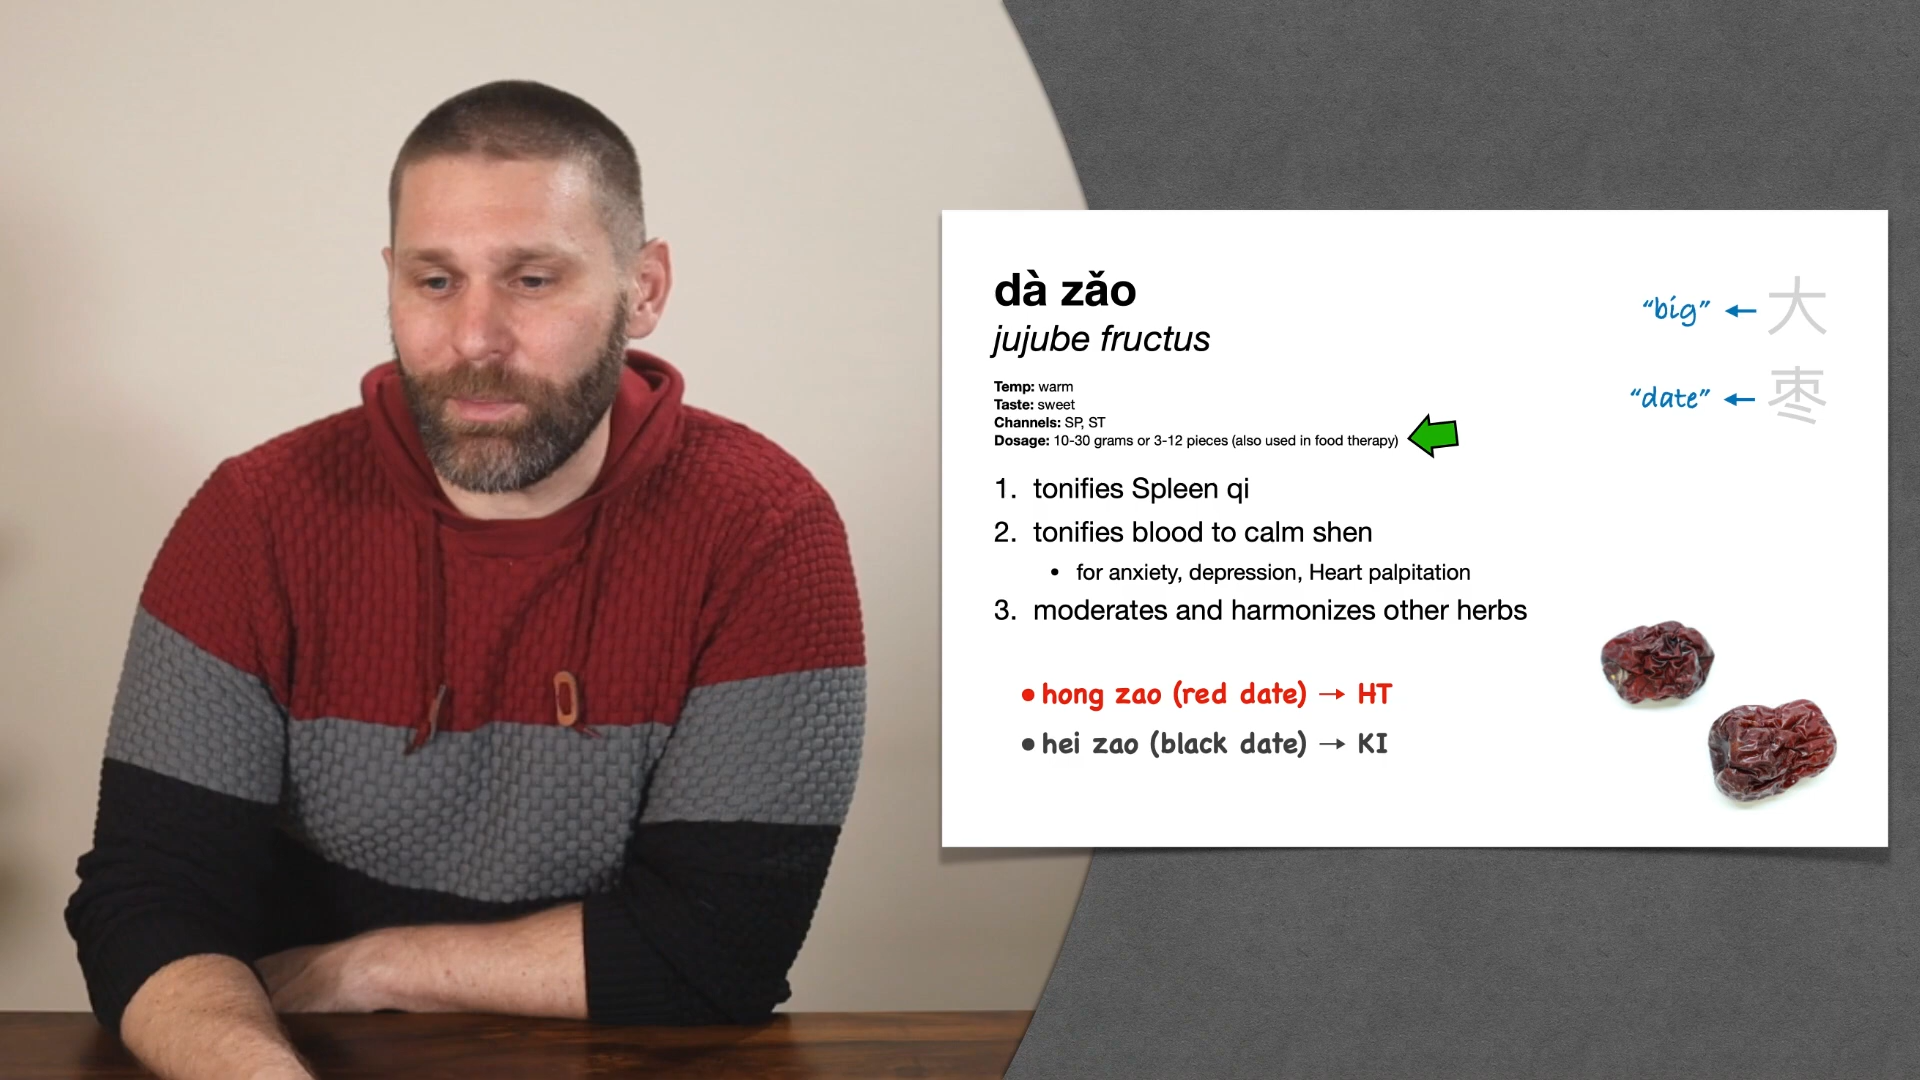 dà zǎo
jujube fructus
"big" ← 大
"date" ← 枣
Temp: warm
Taste: sweet
Channels: SP, ST
Dosage: 10-30 grams or 3-12 pieces (also used in food therapy)
1. tonifies Spleen qi
2. tonifies blood to calm shen
• for anxiety, depression, Heart palpitation
3. moderates and harmonizes other herbs
• hong zao (red date) → HT
• hei zao (black date) → KI